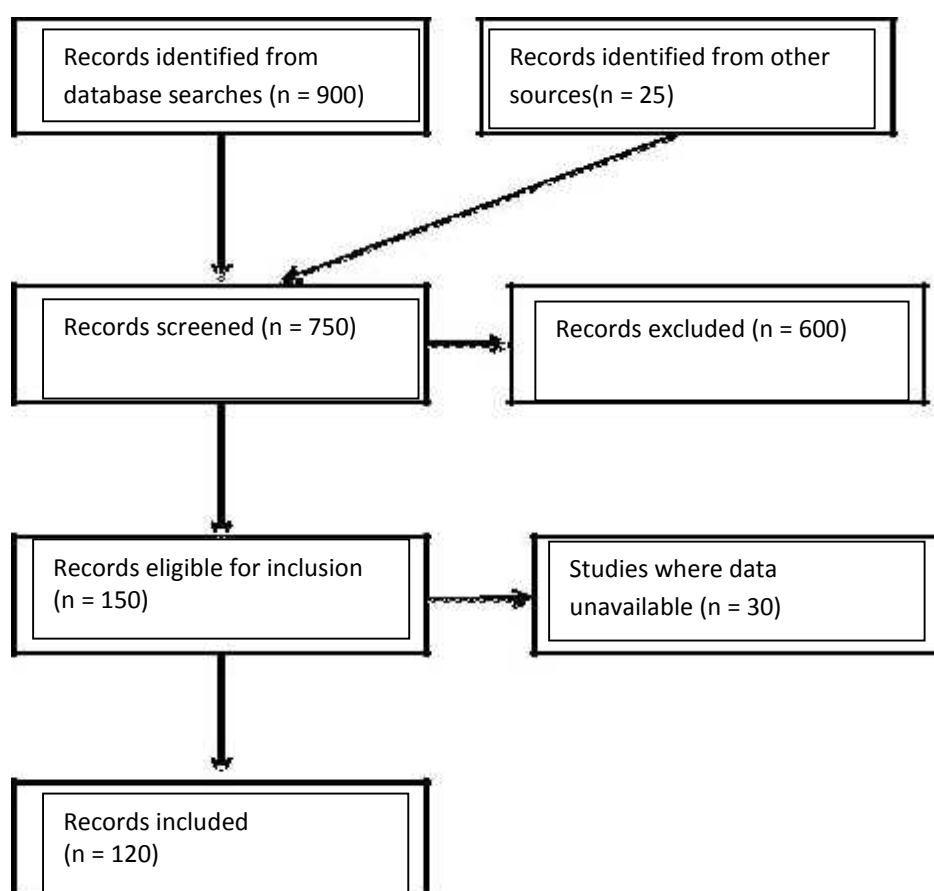 Records identified from
database searches (n = 900)
Records identified from other
sources(n = 25)
Records screened (n = 750)
Records excluded (n = 600)
Records eligible for inclusion
(n = 150)
Studies where data
unavailable (n = 30)
Records included
(n = 120)